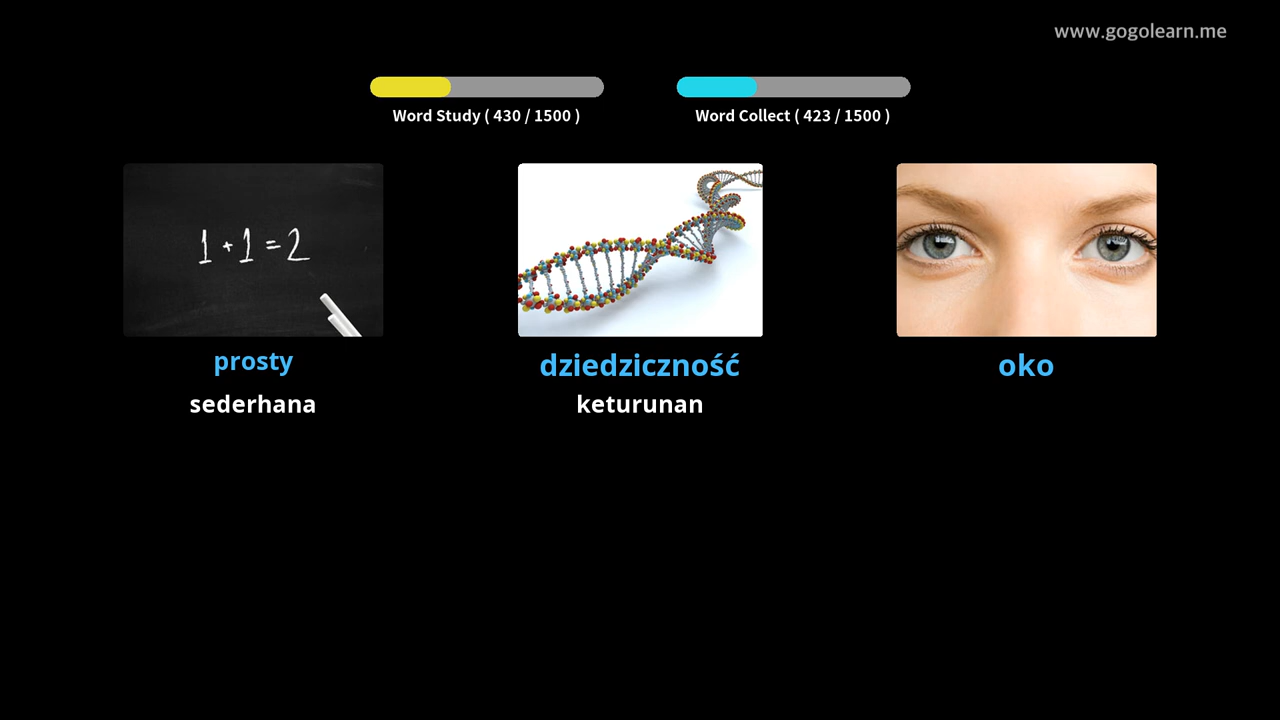 www.gogolearn.me
Word Study ( 430 / 1500 )
Word Collect ( 423 / 1500 )
1 + 1 = 2
prosty
dziedziczność
oko
sederhana
keturunan